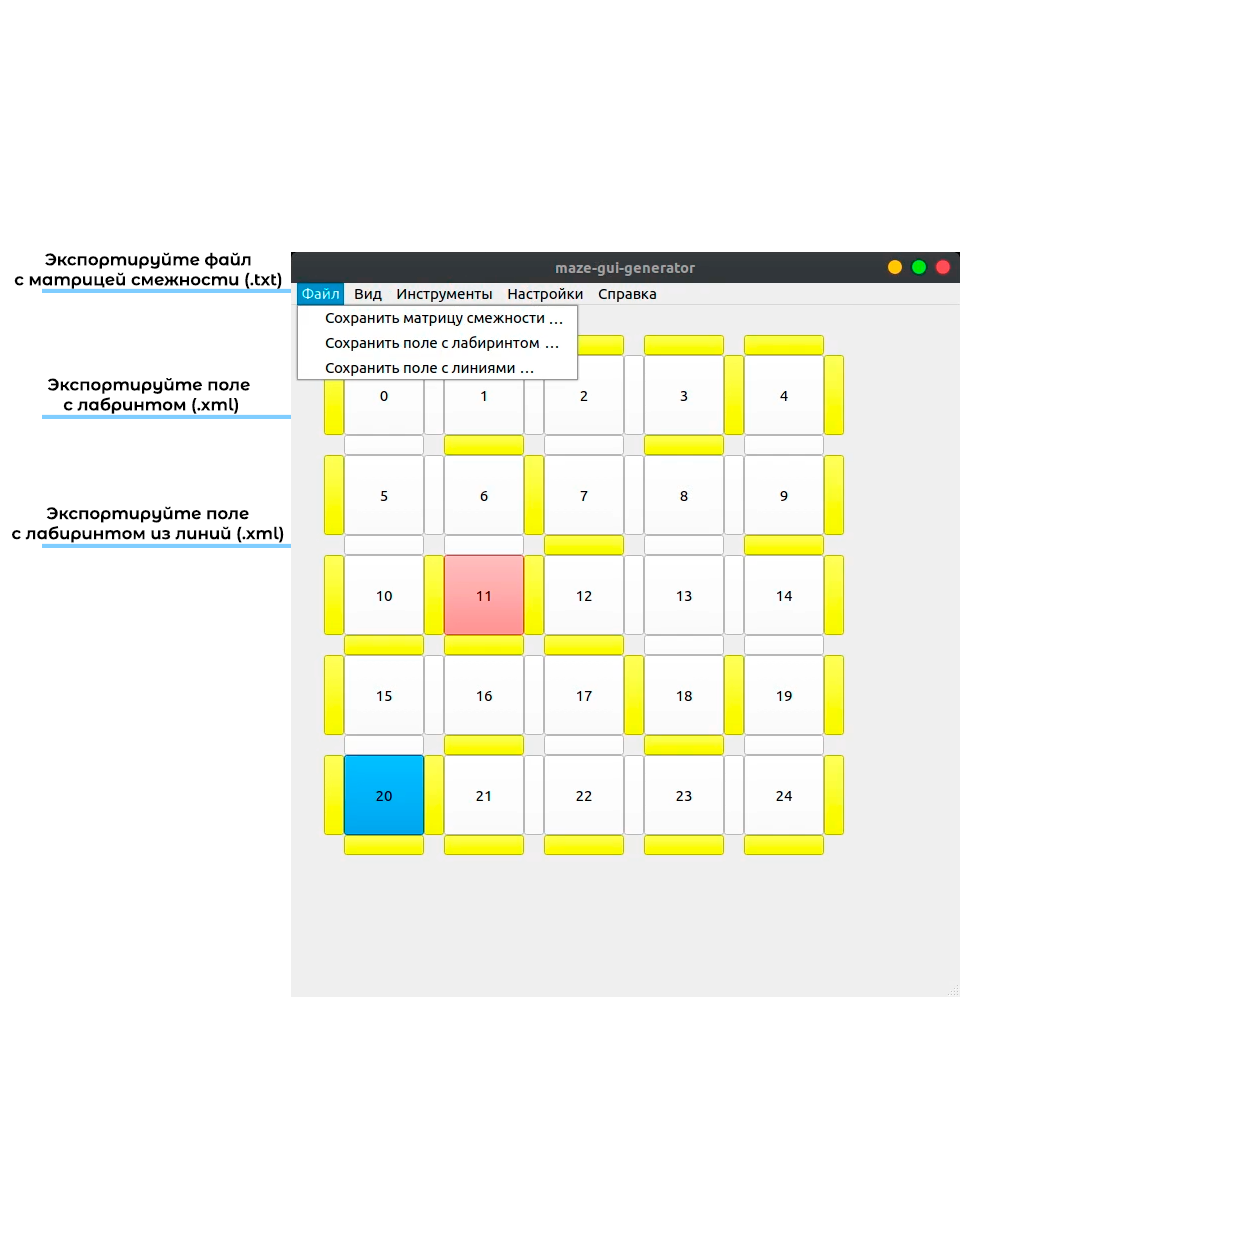 Экспортируйте файл
с матрицей смежности (.txt)
Экспортируйте поле
с лабринтом (.xml)
Экспортируйте поле
с лабиринтом из линий (.xml)
maze-gui-generator
Файл Вид Инструменты Настройки Справка
Сохранить матрицу смежности ...
Сохранить поле с лабиринтом ...
Сохранить поле с линиями ...
0 1 2 3 4
5 6 7 8 9
10 11 12 13 14
15 16 17 18 19
20 21 22 23 24